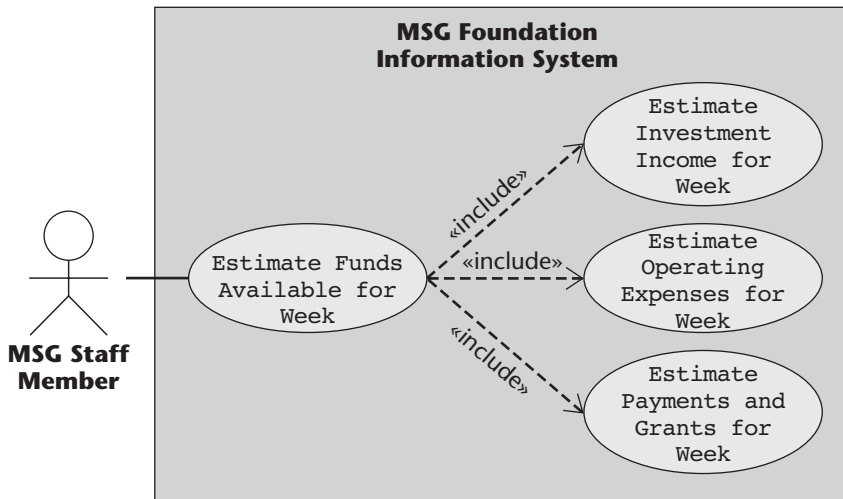 MSG Foundation
Information System
Estimate
Investment
Income for
Week
«include»
Estimate Funds
Available for
Week
«include»
Estimate
Operating
Expenses for
Week
«include»
Estimate
Payments and
Grants for
Week
MSG Staff
Member